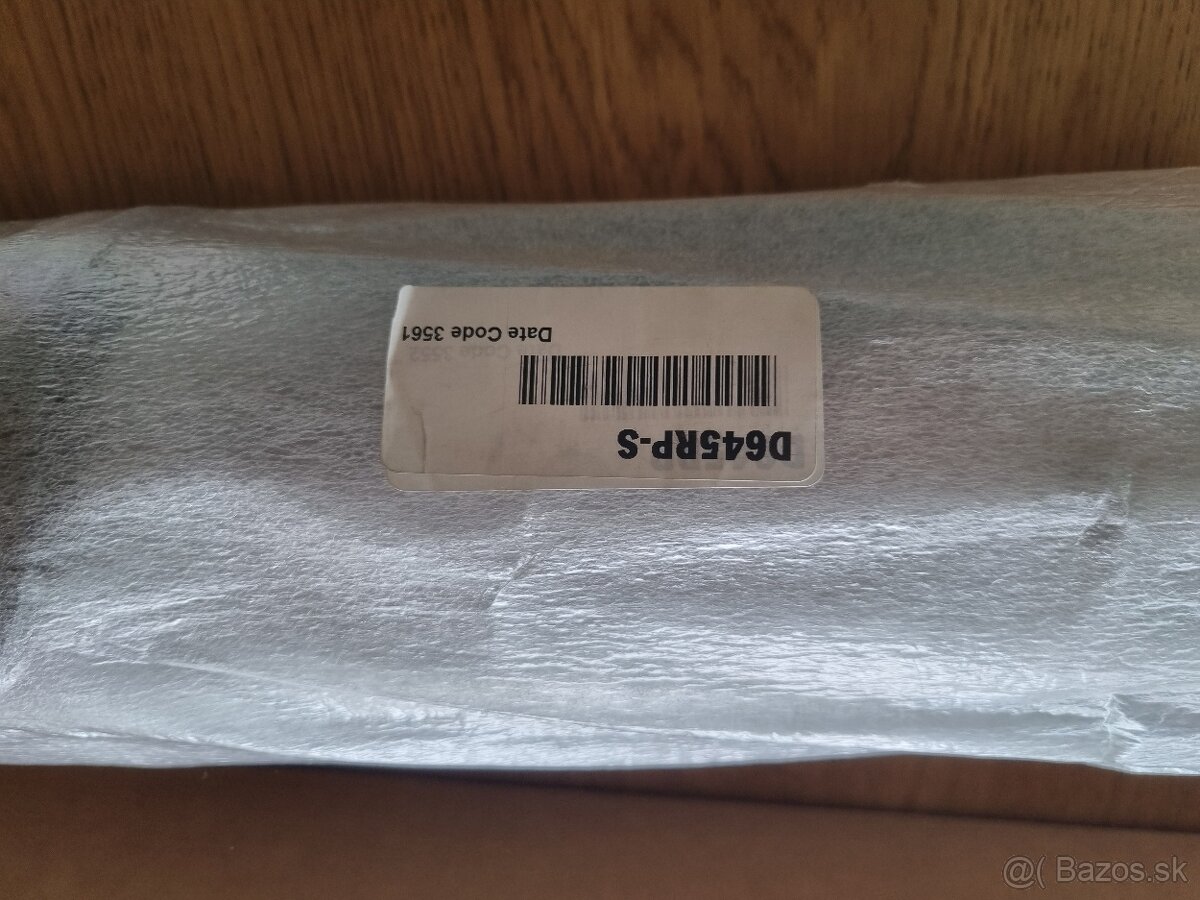 D645RP-S
Date Code 3561
@( Bazos.sk